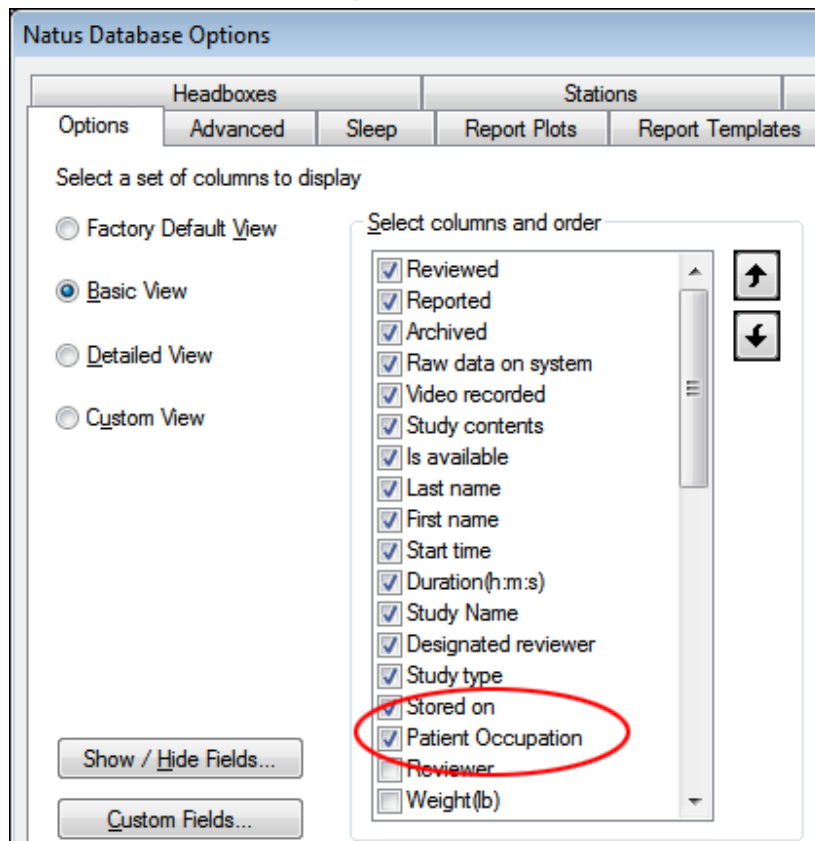 Natus Database Options
Headboxes
Stations
Options
Advanced
Sleep
Report Plots
Report Templates
Select a set of columns to display
Factory Default View
Basic View
Detailed View
Custom View
Select columns and order
Reviewed
Reported
Archived
Raw data on system
Video recorded
Study contents
Is available
Last name
First name
Start time
Duration(h:m:s)
Study Name
Designated reviewer
Study type
Stored on
Patient Occupation
Reviewer
Weight(lb)
Show / Hide Fields...
Custom Fields...